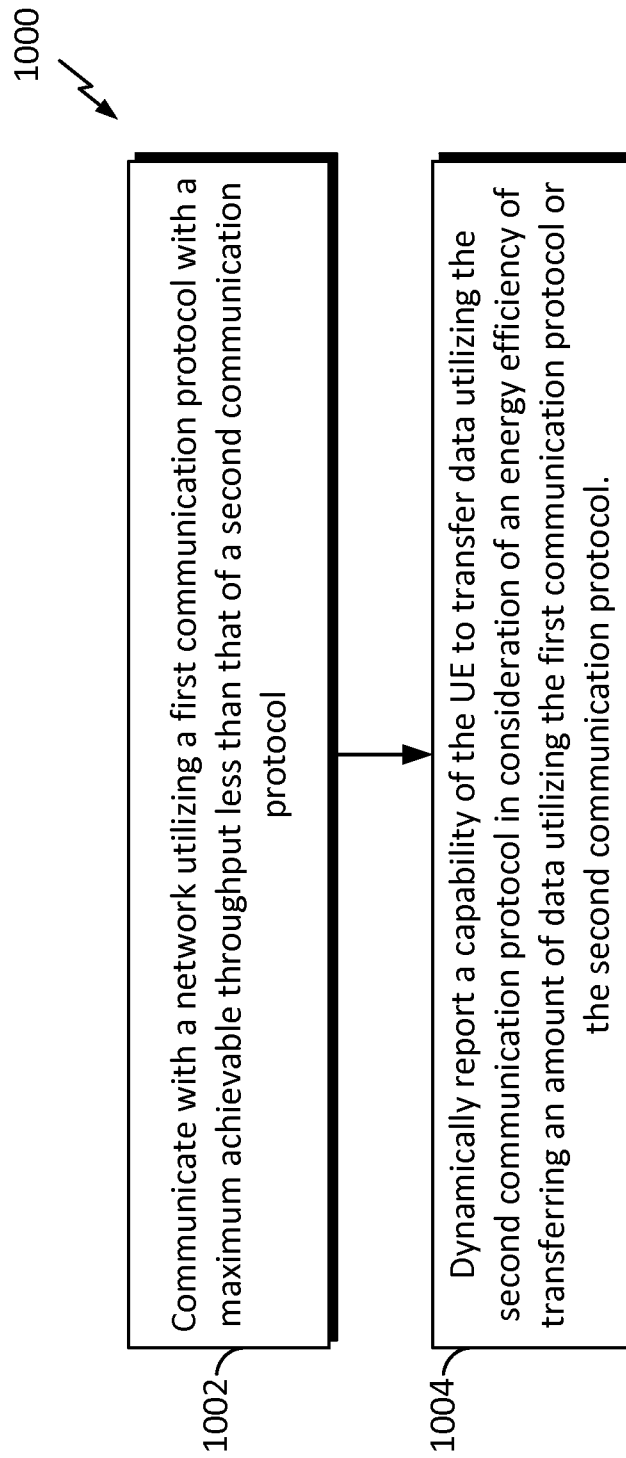 1000
1002
Communicate with a network utilizing a first communication protocol with a
maximum achievable throughput less than that of a second communication
protocol
1004
Dynamically report a capability of the UE to transfer data utilizing the
second communication protocol in consideration of an energy efficiency of
transferring an amount of data utilizing the first communication protocol or
the second communication protocol.